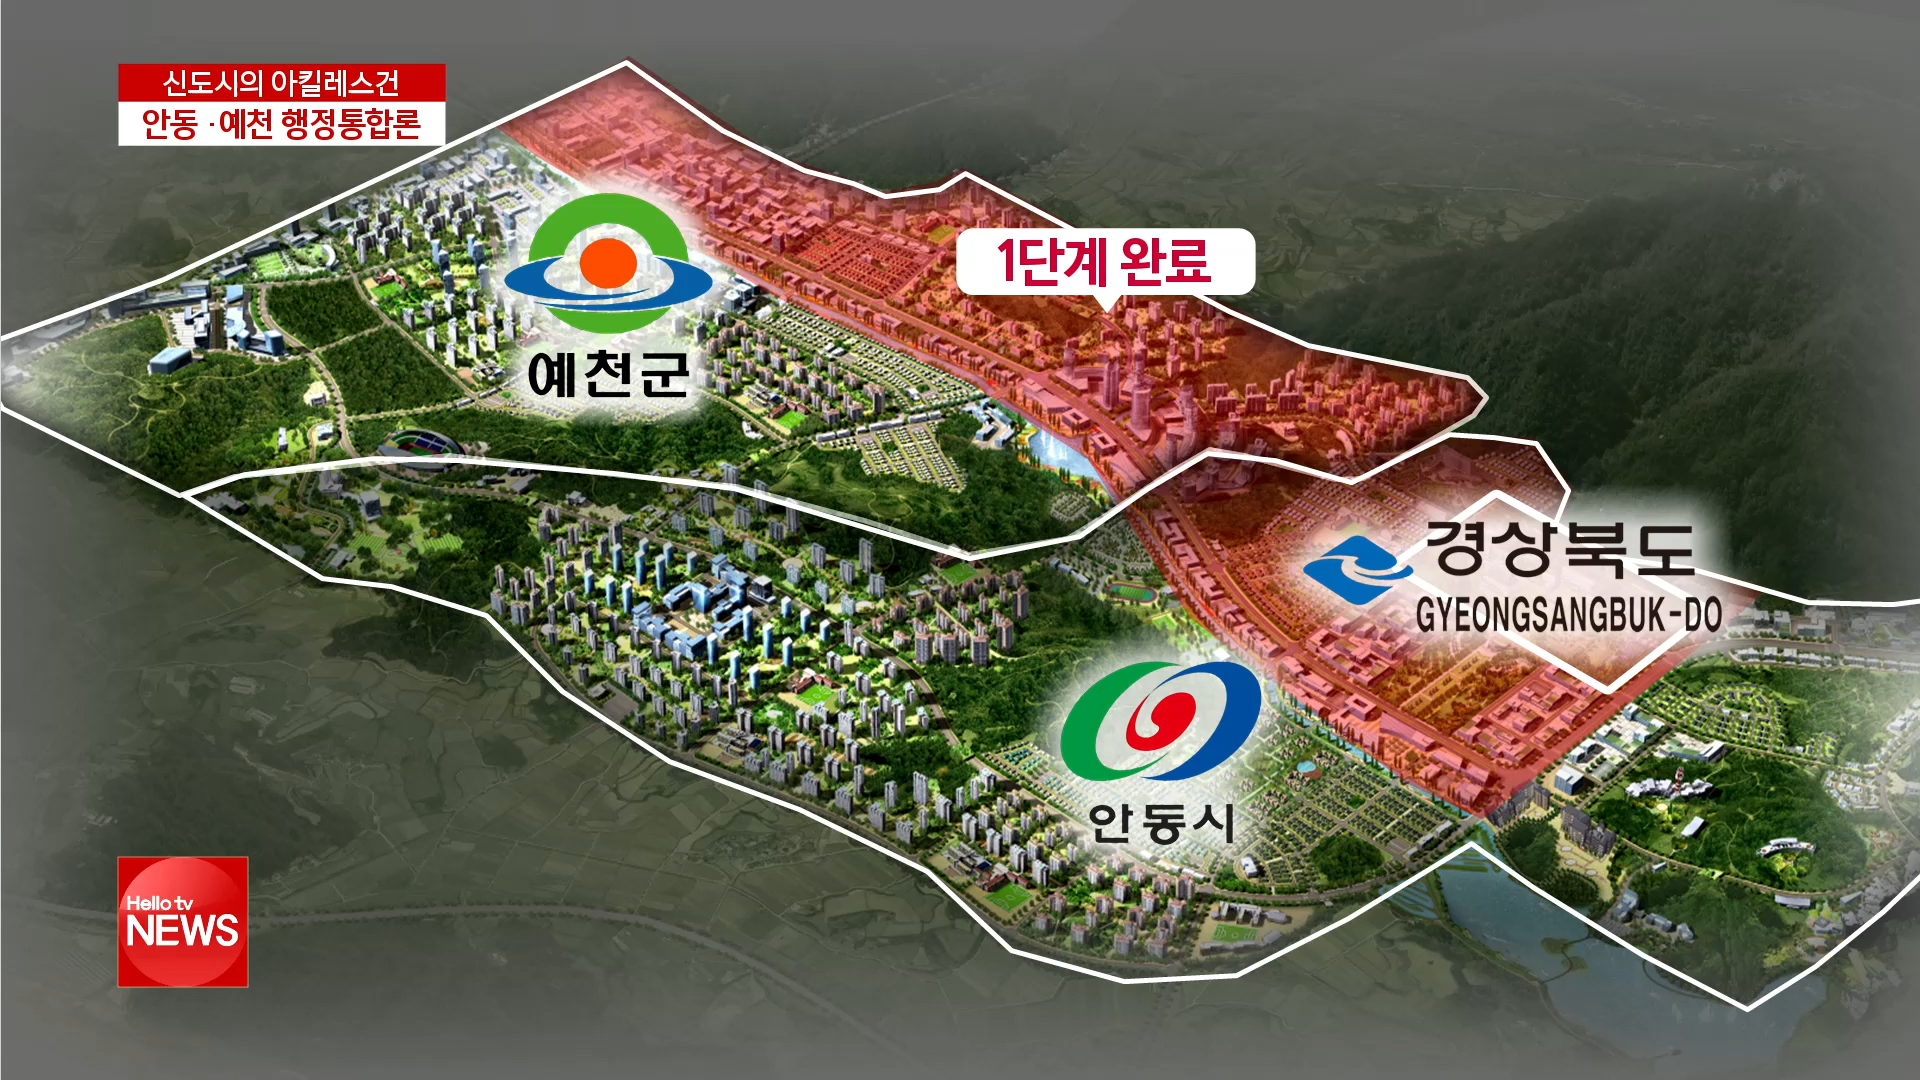 신도시의 아킬레스건
안동·예천 행정통합론
1단계 완료
예천군
경상북도
GYEONGSANGBUK-DO
안동시
Hello tv
NEWS